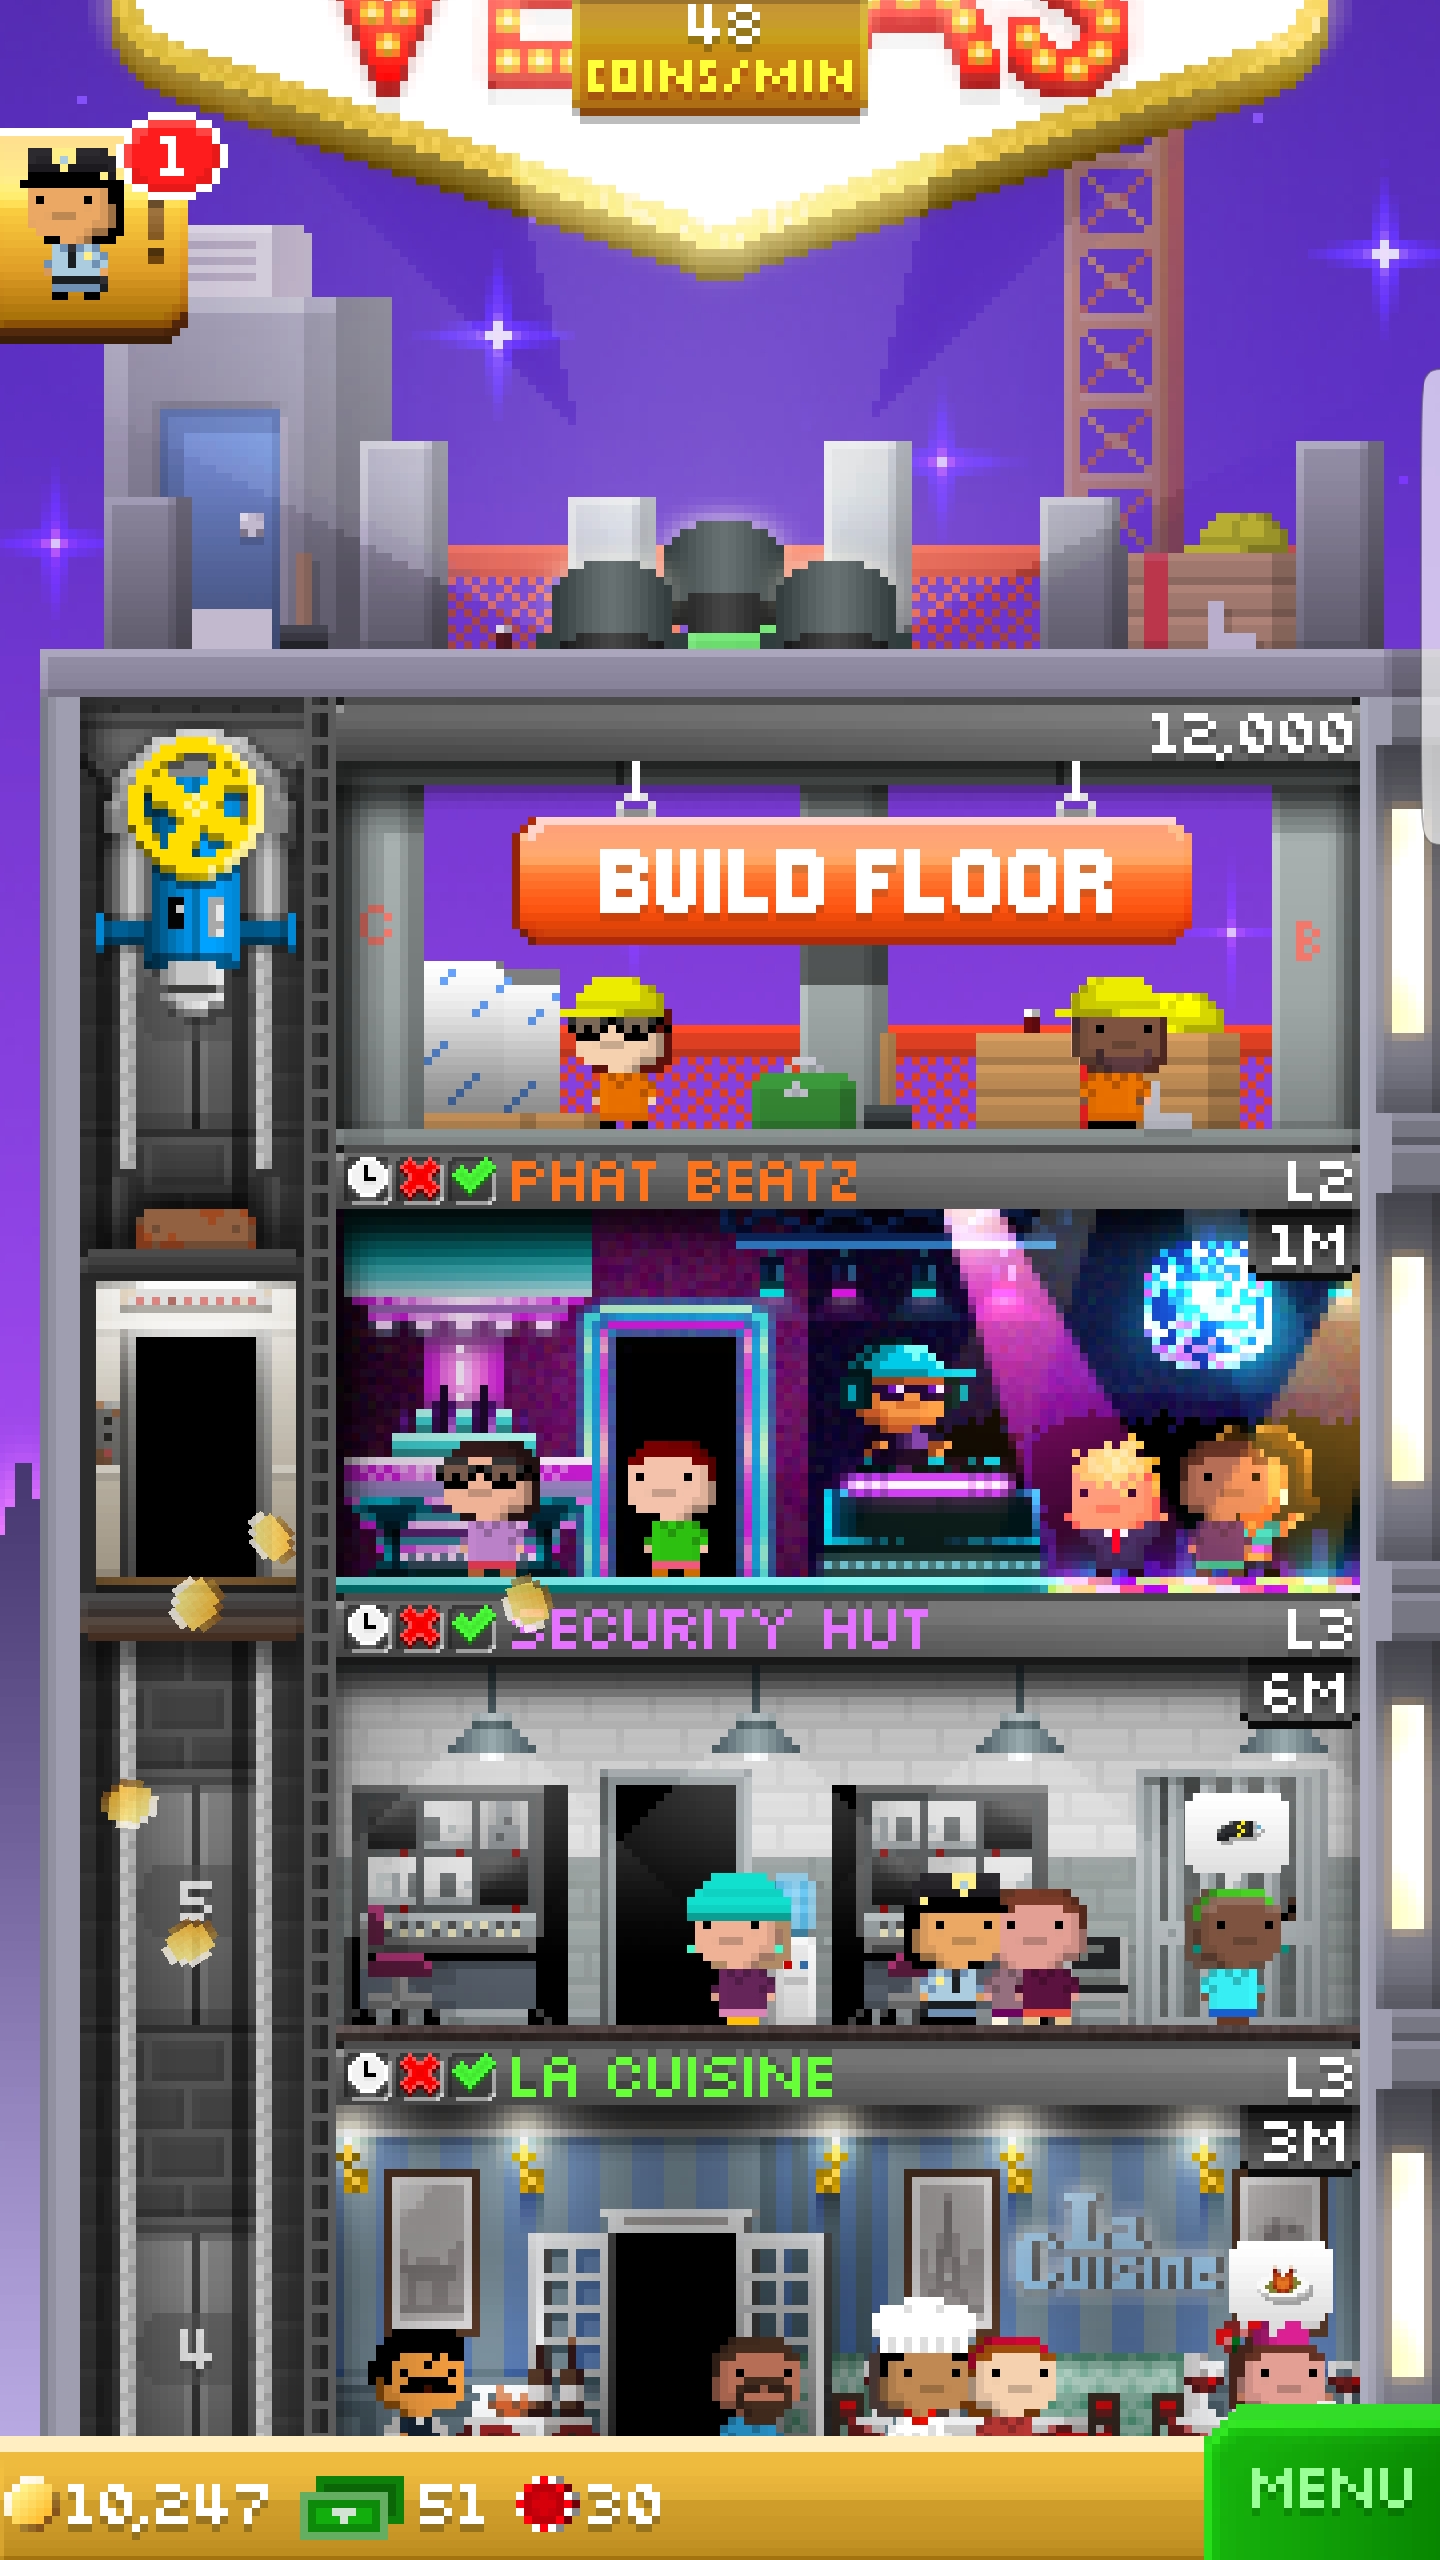 48
COINS/MIN
1
12,000
BUILD FLOOR
C
B
PHAT BEATZ L2
1M
SECURITY HUT L3
6M
5
LA CUISINE L3
3M
La
Cuisine
4
10,247 51 30
MENU